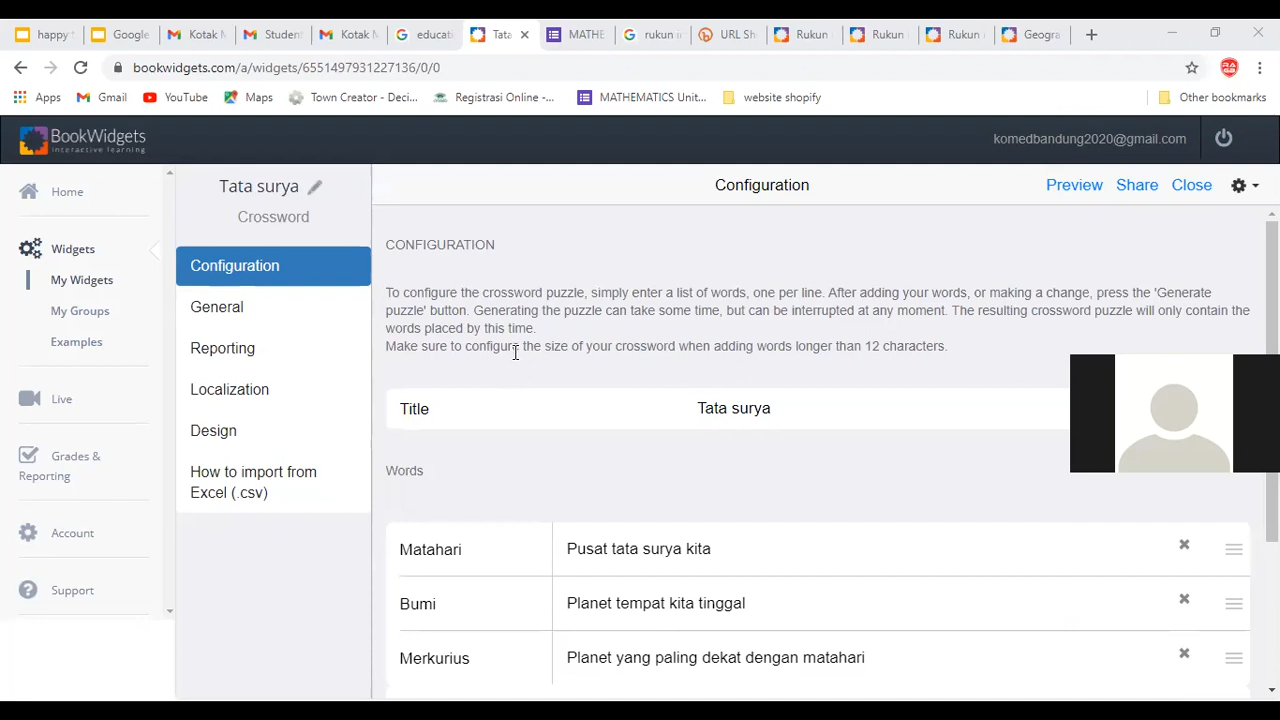 happy
Google
Kotak
Student
Kotak
educati
Tata
MATHE
rukun i
URL Sh
Rukun
Rukun
Rukun
Geogra
bookwidgets.com/a/widgets/6551497931227136/0/0
Apps
Gmail
YouTube
Maps
Town Creator - Deci...
Registrasi Online -...
MATHEMATICS Unit...
website shopify
Other bookmarks
BookWidgets
interactive learning
komedbandung2020@gmail.com
Home
Widgets
My Widgets
My Groups
Examples
Live
Grades &
Reporting
Account
Support
Tata surya
Crossword
Configuration
General
Reporting
Localization
Design
How to import from
Excel (.csv)
Configuration
Preview
Share
Close
CONFIGURATION
To configure the crossword puzzle, simply enter a list of words, one per line. After adding your words, or making a change, press the 'Generate
puzzle' button. Generating the puzzle can take some time, but can be interrupted at any moment. The resulting crossword puzzle will only contain the
words placed by this time.
Make sure to configure the size of your crossword when adding words longer than 12 characters.
Title Tata surya
Words
Matahari Pusat tata surya kita
Bumi Planet tempat kita tinggal
Merkurius Planet yang paling dekat dengan matahari